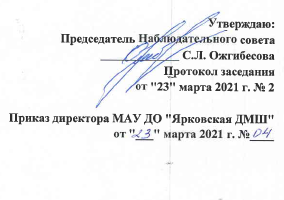 Утверждаю:
Председатель Наблюдательного совета
С.Л. Ожгибесова
Протокол заседания
от "23" марта 2021 г. № 2
Приказ директора МАУ ДО "Ярковская ДМШ"
от "23" марта 2021 г. № 04